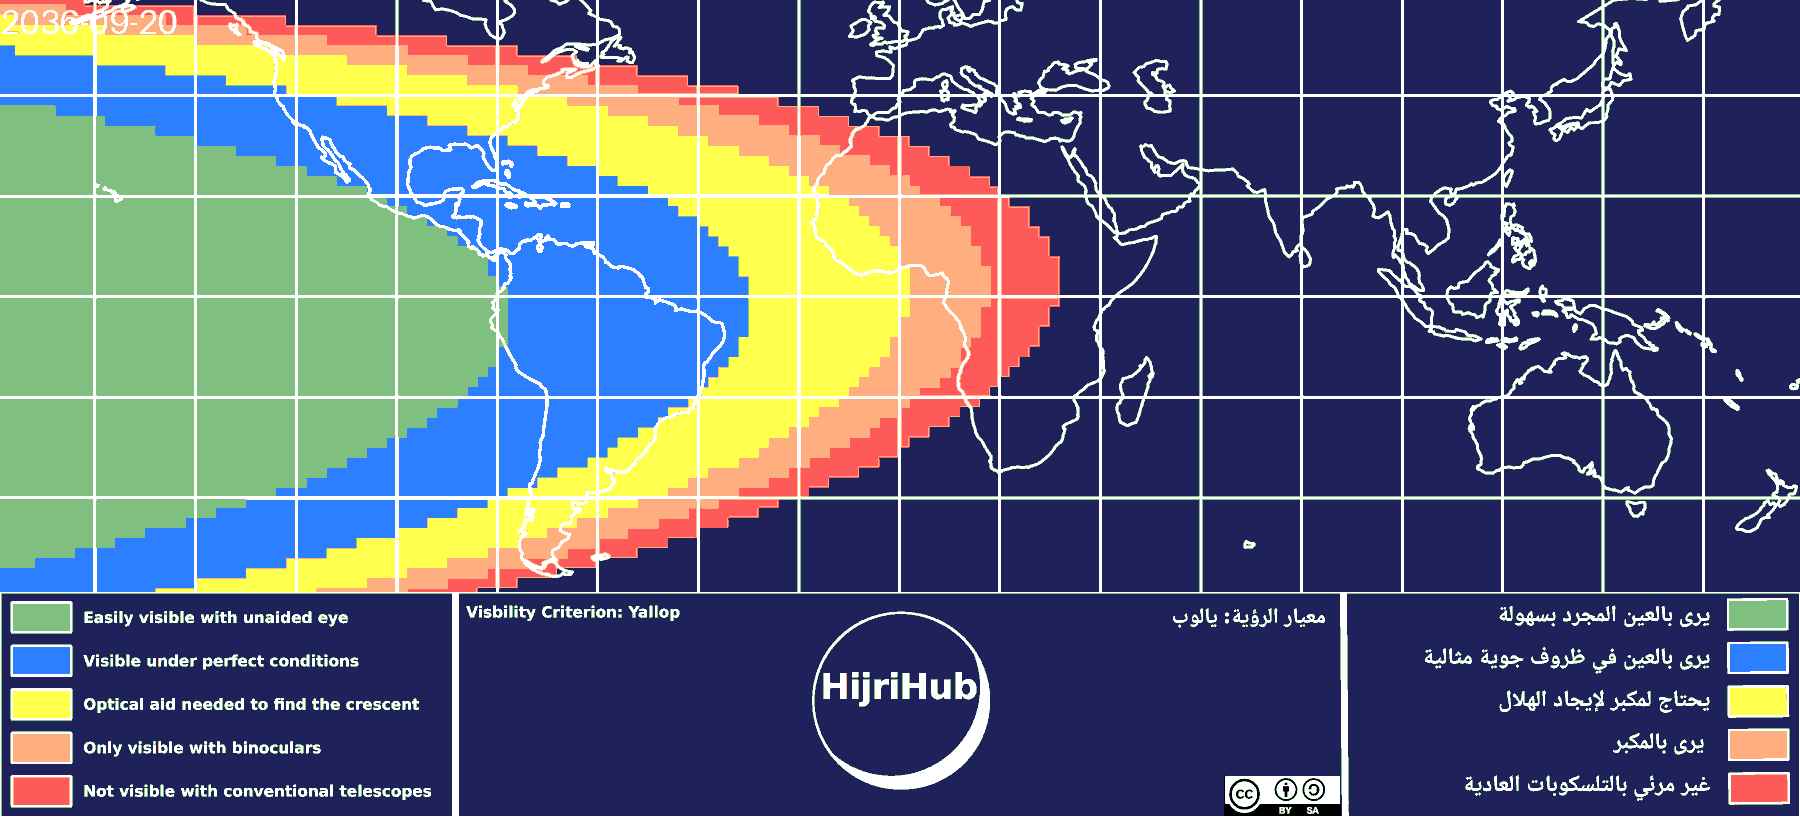 2036-09-20
Easily visible with unaided eye
Visible under perfect conditions
Optical aid needed to find the crescent
Only visible with binoculars
Not visible with conventional telescopes
Visbility Criterion: Yallop
معيار الرؤية: يالوب
HijriHub
cc
BY SA
يرى بالعين المجرد بسهولة
يرى بالعين في ظروف جوية مثالية
يحتاج لمكبر لإيجاد الهلال
يرى بالمكبر
غير مرئي بالتلسكوبات العادية